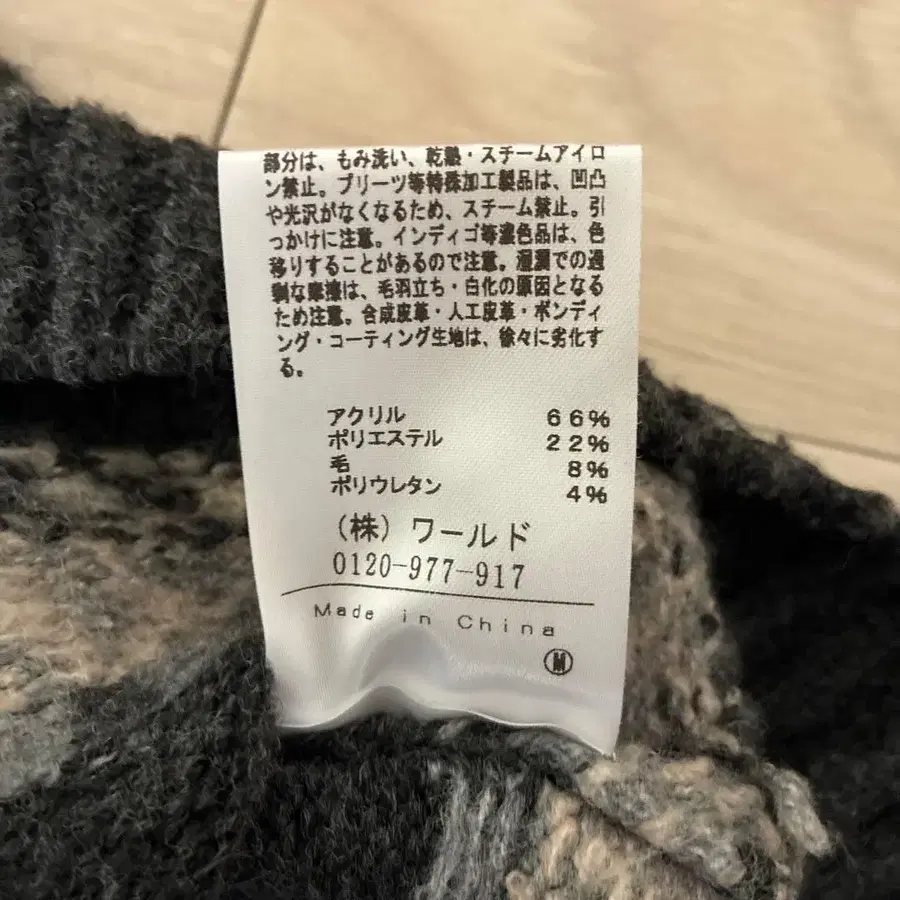 部分は、もみ洗い、乾熱・スチームアイロ
ン禁止。プリーツ等特殊加工製品は、凹凸
や光沢がなくなるため、スチーム禁止。引
っかけに注意。インディゴ等濃色品は、色
移りすることがあるので注意。湿潤での過
剰な摩擦は、毛羽立ち・白化の原因となる
ため注意。合成皮革・人工皮革・ボンディ
ング・コーティング生地は、徐々に劣化す
る。
アクリル 66%
ポリエステル 22%
毛 8%
ポリウレタン 4%
(株) ワールド
0120-977-917
Made in China
Ⓜ